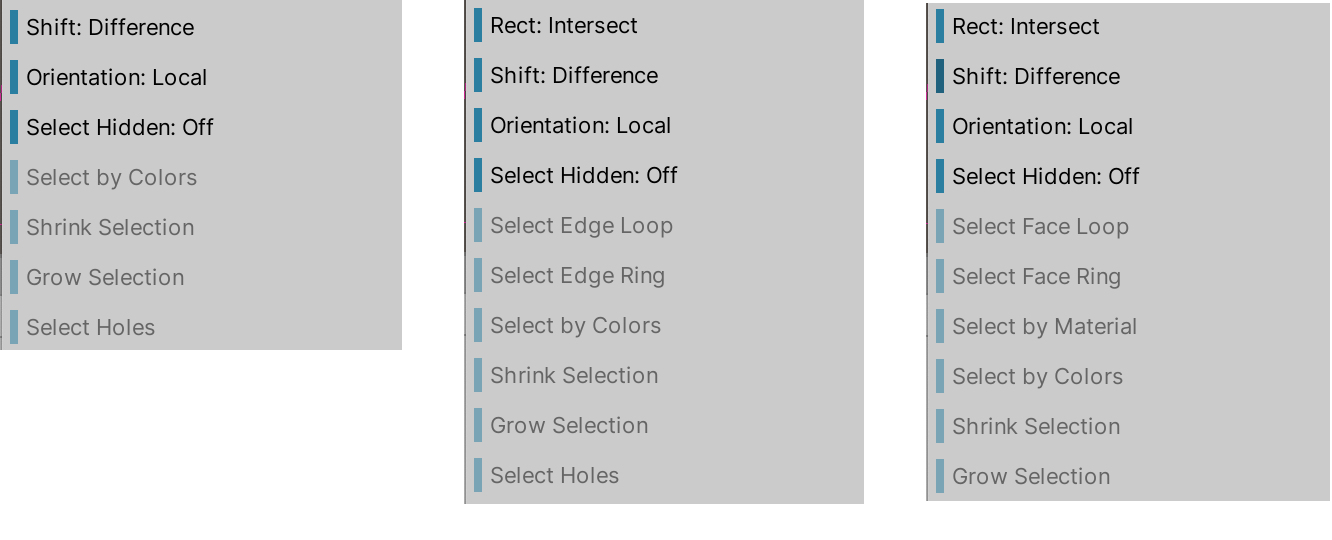 Shift: Difference
Orientation: Local
Select Hidden: Off
Select by Colors
Shrink Selection
Grow Selection
Select Holes
Rect: Intersect
Shift: Difference
Orientation: Local
Select Hidden: Off
Select Edge Loop
Select Edge Ring
Select by Colors
Shrink Selection
Grow Selection
Select Holes
Rect: Intersect
Shift: Difference
Orientation: Local
Select Hidden: Off
Select Face Loop
Select Face Ring
Select by Material
Select by Colors
Shrink Selection
Grow Selection